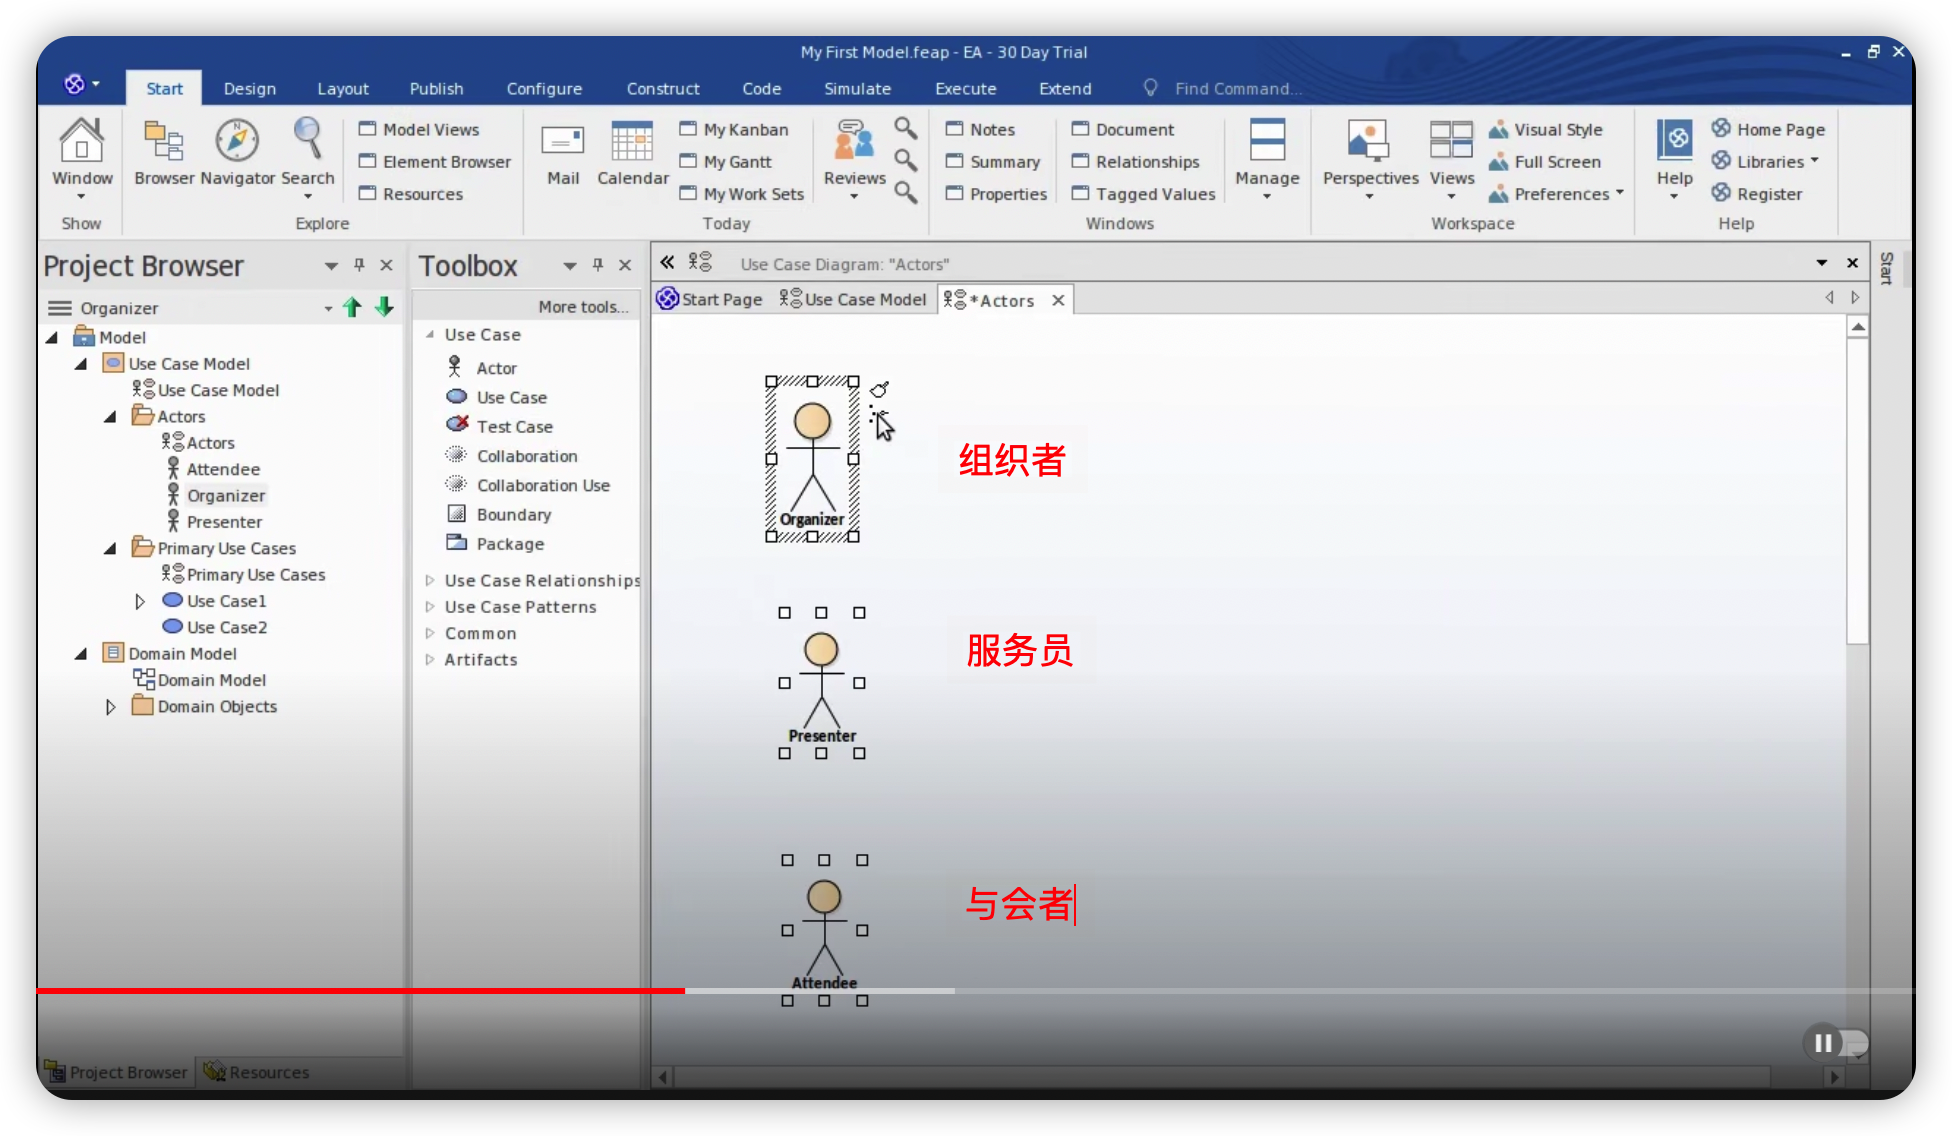 My First Model.feap - EA - 30 Day Trial
Start Design Layout Publish Configure Construct Code Simulate Execute Extend Find Command...
Window
Show
Browser Navigator Search
Model Views
Element Browser
Resources
Explore
Mail Calendar
My Kanban
My Gantt
My Work Sets
Reviews
Today
Notes
Summary
Properties
Document
Relationships
Tagged Values
Manage
Windows
Perspectives Views
Visual Style
Full Screen
Preferences
Workspace
Help
Home Page
Libraries
Register
Help
Project Browser
Organizer
Model
Use Case Model
Use Case Model
Actors
Actors
Attendee
Organizer
Presenter
Primary Use Cases
Primary Use Cases
Use Case1
Use Case2
Domain Model
Domain Model
Domain Objects
Project Browser Resources
Toolbox
More tools...
Use Case
Actor
Use Case
Test Case
Collaboration
Collaboration Use
Boundary
Package
Use Case Relationships
Use Case Patterns
Common
Artifacts
Use Case Diagram: "Actors"
Start Page Use Case Model *Actors
组织者
Organizer
服务员
Presenter
与会者
Attendee
Start